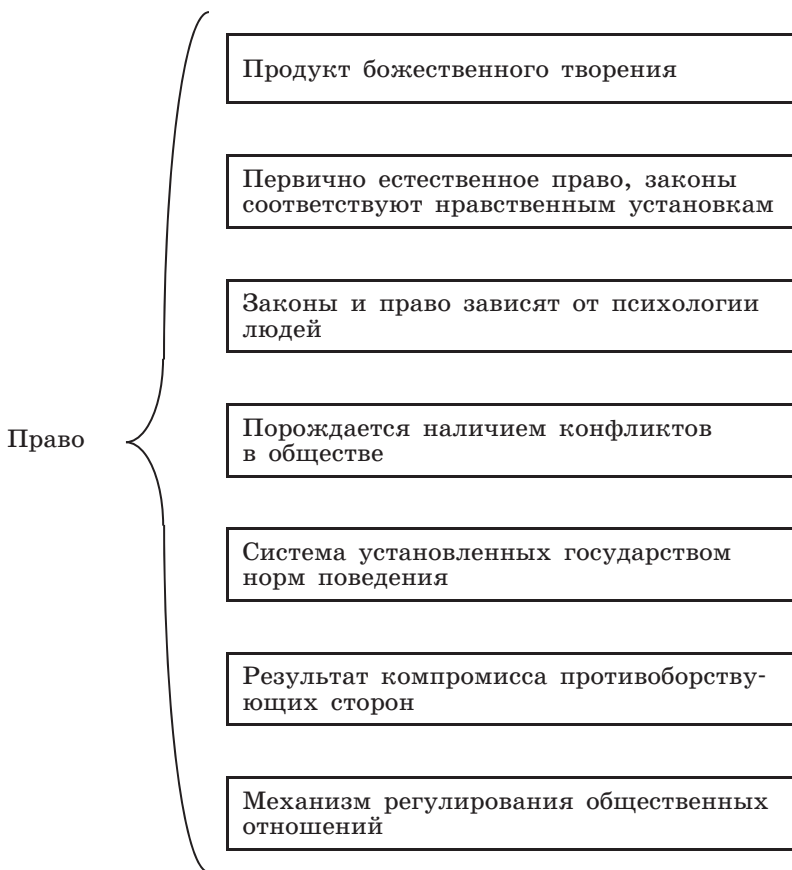 Продукт божественного творения
Первично естественное право, законы
соответствуют нравственным установкам
Законы и право зависят от психологии
людей
Право
Порождается наличием конфликтов
в обществе
Система установленных государством
норм поведения
Результат компромисса противоборству-
ющих сторон
Механизм регулирования общественных
отношений